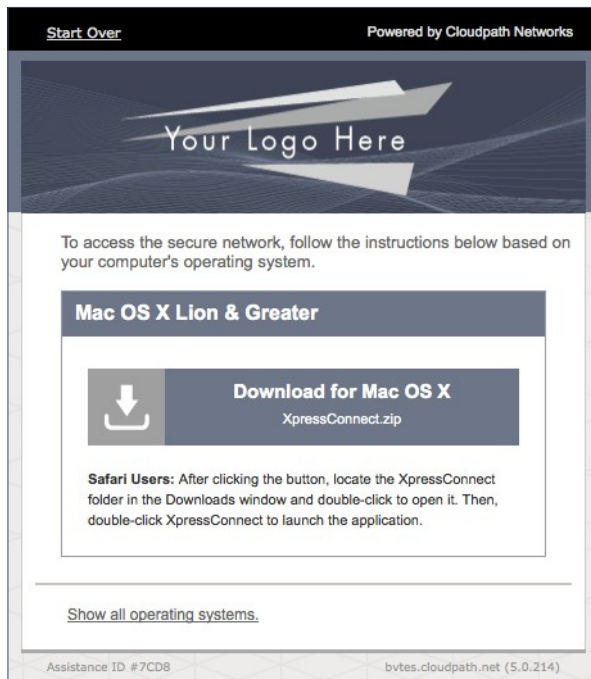 Start Over
Powered by Cloudpath Networks
Your Logo Here
To access the secure network, follow the instructions below based on
your computer's operating system.
Mac OS X Lion & Greater
Download for Mac OS X
XpressConnect.zip
Safari Users: After clicking the button, locate the XpressConnect
folder in the Downloads window and double-click to open it. Then,
double-click XpressConnect to launch the application.
Show all operating systems.
Assistance ID #7CD8
bvtes.cloudpath.net (5.0.214)